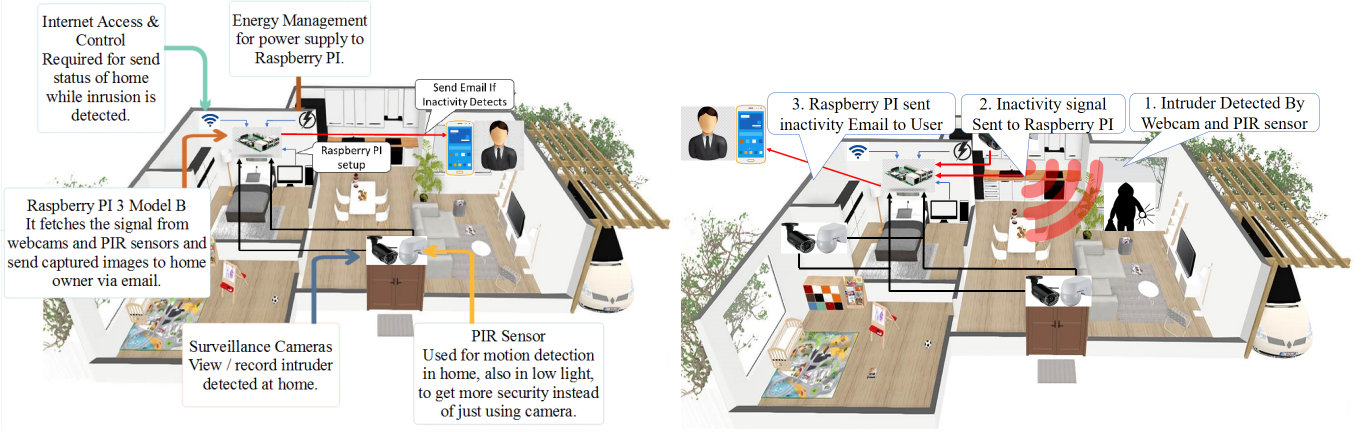 Internet Access &
Control
Required for send
status of home
while inrusion is
detected.
Energy Management
for power supply to
Raspberry PI.
Send Email If
Inactivity Detects
Raspberry PI
setup
Raspberry PI 3 Model B
It fetches the signal from
webcams and PIR sensors and
send captured images to home
owner via email.
Surveillance Cameras
View / record intruder
detected at home.
PIR Sensor
Used for motion detection
in home, also in low light,
to get more security instead
of just using camera.
3. Raspberry PI sent
inactivity Email to User
2. Inactivity signal
Sent to Raspberry PI
1. Intruder Detected By
Webcam and PIR sensor